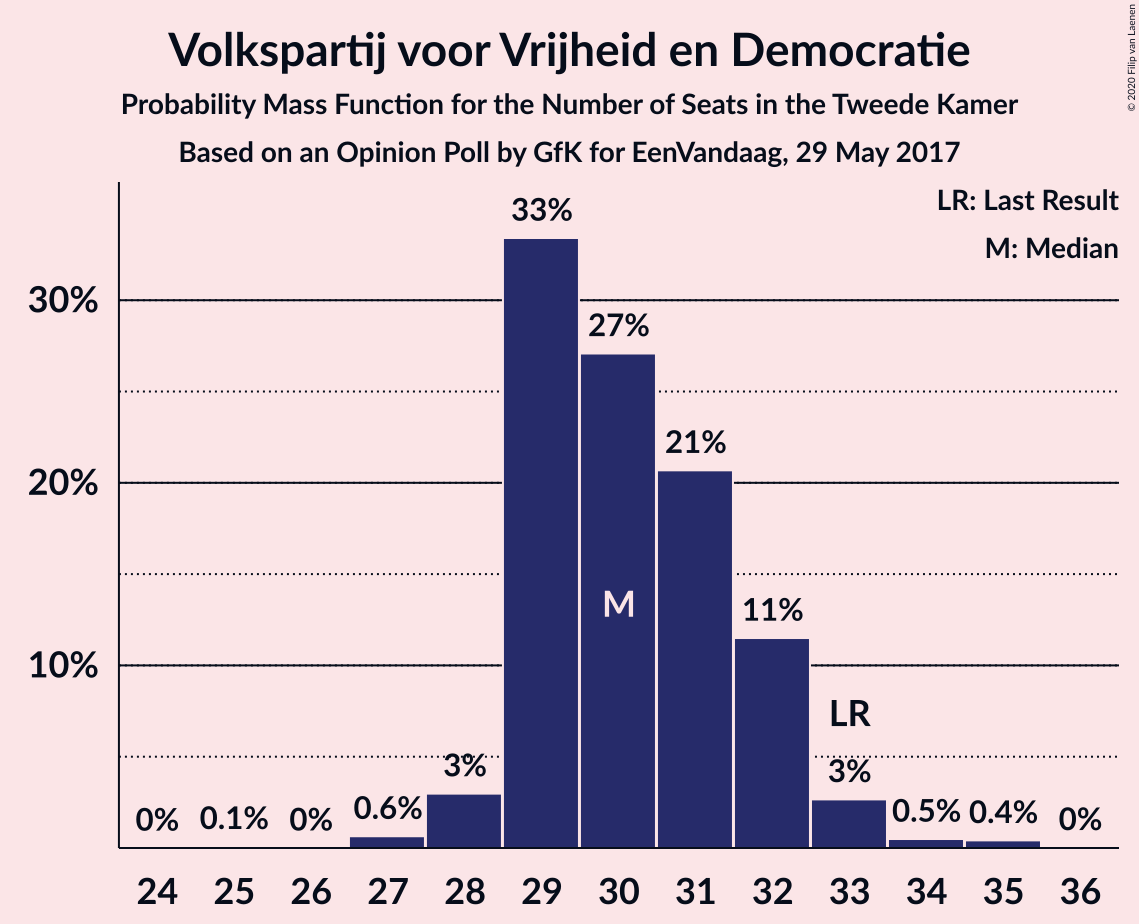 Volkspartij voor Vrijheid en Democratie
Probability Mass Function for the Number of Seats in the Tweede Kamer
Based on an Opinion Poll by GfK for EenVandaag, 29 May 2017
© 2020 Filip van Laenen
LR: Last Result
M: Median
33%
30%
27%
21%
20%
M
11%
10%
LR
3%
3%
0% 0.1% 0% 0.6% 0.5% 0.4% 0%
24 25 26 27 28 29 30 31 32 33 34 35 36